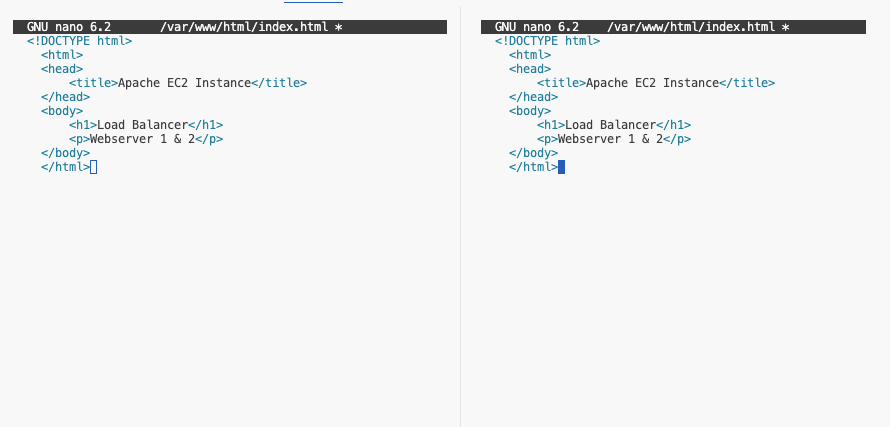 GNU nano 6.2 /var/www/html/index.html *
<!DOCTYPE html>
<html>
<head>
<title>Apache EC2 Instance</title>
</head>
<body>
<h1>Load Balancer</h1>
<p>Webserver 1 & 2</p>
</body>
</html>
GNU nano 6.2 /var/www/html/index.html *
<!DOCTYPE html>
<html>
<head>
<title>Apache EC2 Instance</title>
</head>
<body>
<h1>Load Balancer</h1>
<p>Webserver 1 & 2</p>
</body>
</html>